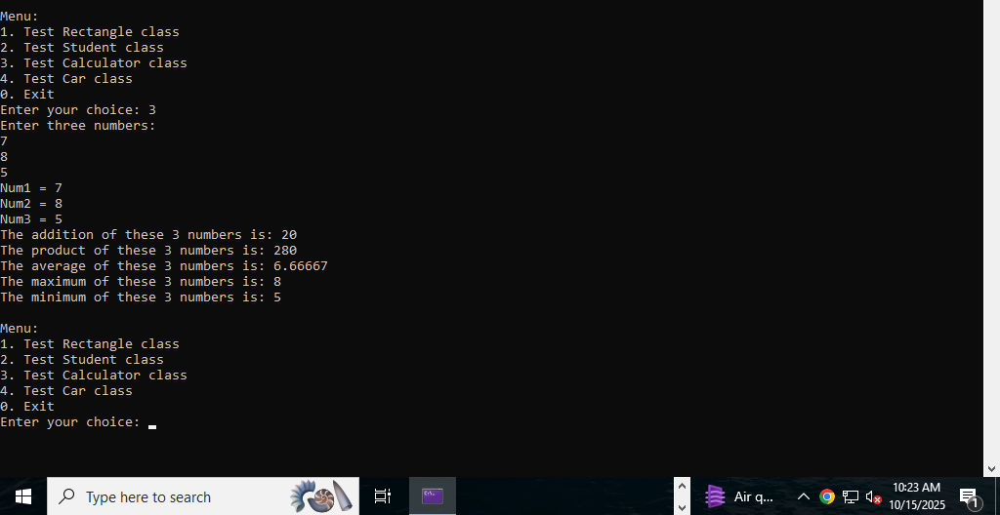 Menu:
1. Test Rectangle class
2. Test Student class
3. Test Calculator class
4. Test Car class
0. Exit
Enter your choice: 3
Enter three numbers:
7
8
5
Num1 = 7
Num2 = 8
Num3 = 5
The addition of these 3 numbers is: 20
The product of these 3 numbers is: 280
The average of these 3 numbers is: 6.66667
The maximum of these 3 numbers is: 8
The minimum of these 3 numbers is: 5
Menu:
1. Test Rectangle class
2. Test Student class
3. Test Calculator class
4. Test Car class
0. Exit
Enter your choice:
Type here to search
Air q...
10:23 AM
10/15/2025
1